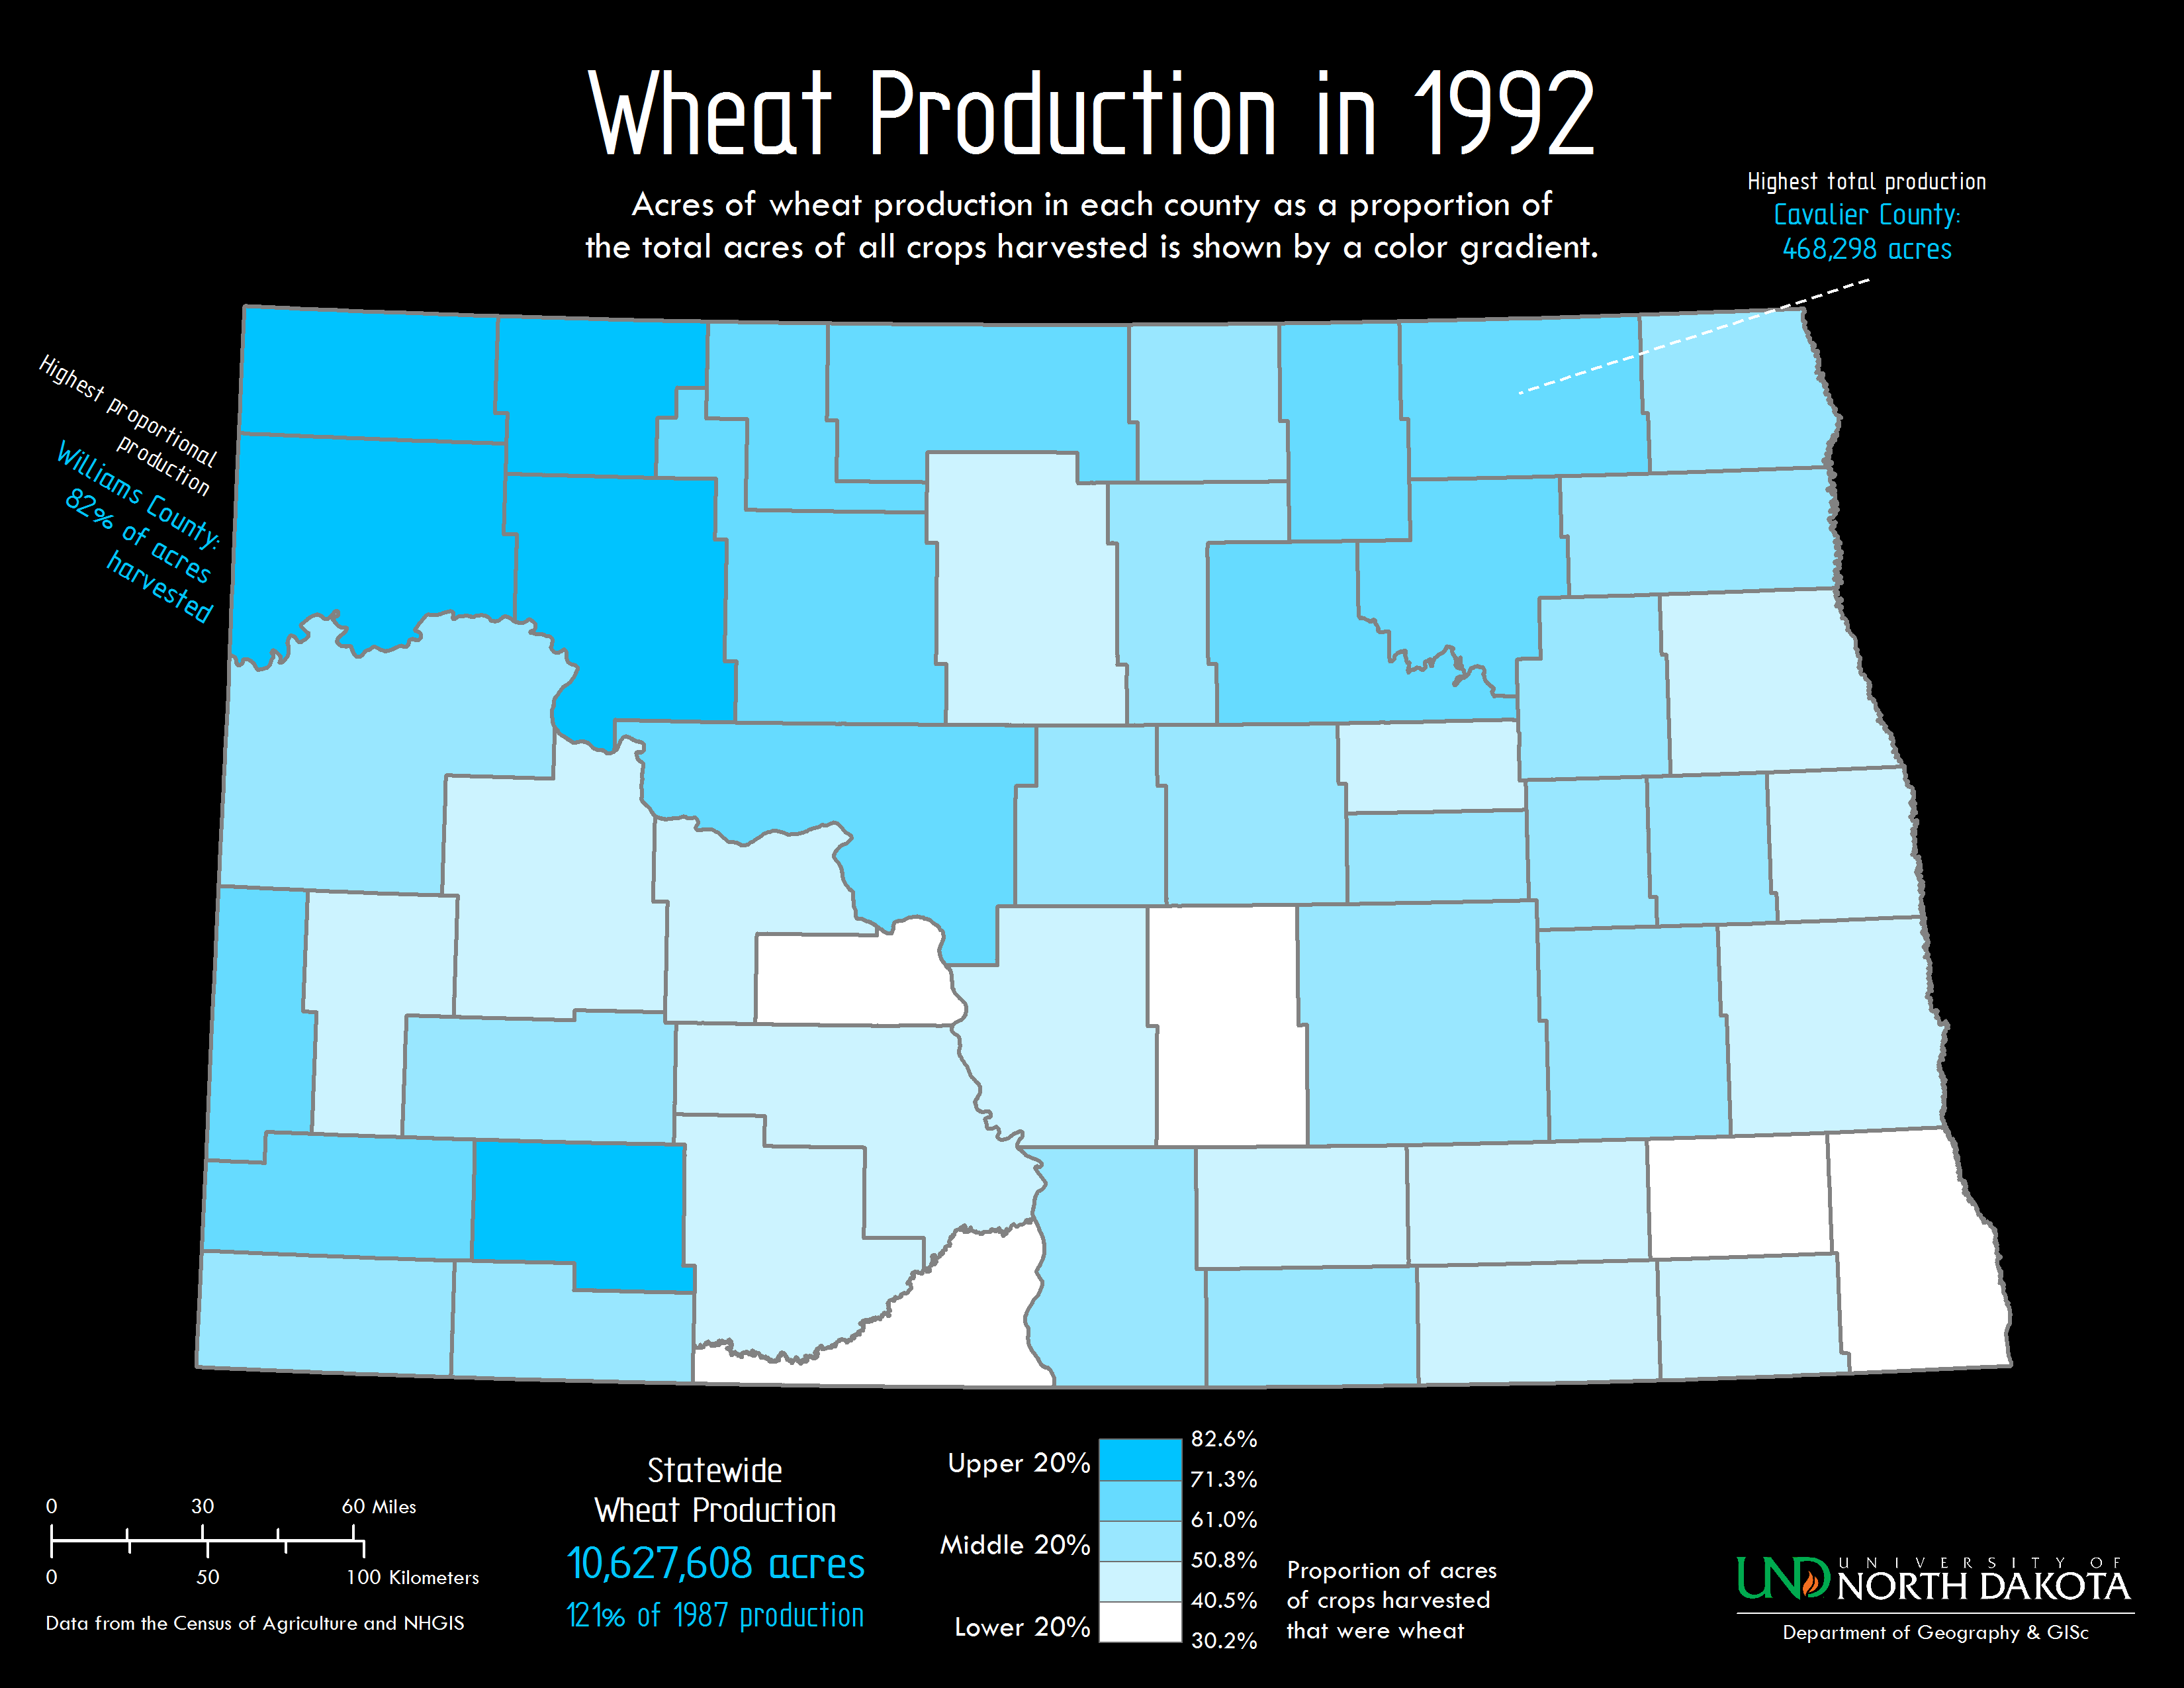 Wheat Production in 1992
Acres of wheat production in each county as a proportion of
the total acres of all crops harvested is shown by a color gradient.
Highest total production
Cavalier County:
468,298 acres
Highest proportional
production
Williams County:
82% of acres
harvested
0 30 60 Miles
0 50 100 Kilometers
Data from the Census of Agriculture and NHGIS
Statewide
Wheat Production
10,627,608 acres
121% of 1987 production
Upper 20%
Middle 20%
Lower 20%
82.6%
71.3%
61.0%
50.8%
40.5%
30.2%
Proportion of acres
of crops harvested
that were wheat
UND
UNIVERSITY OF
NORTH DAKOTA
Department of Geography & GISc